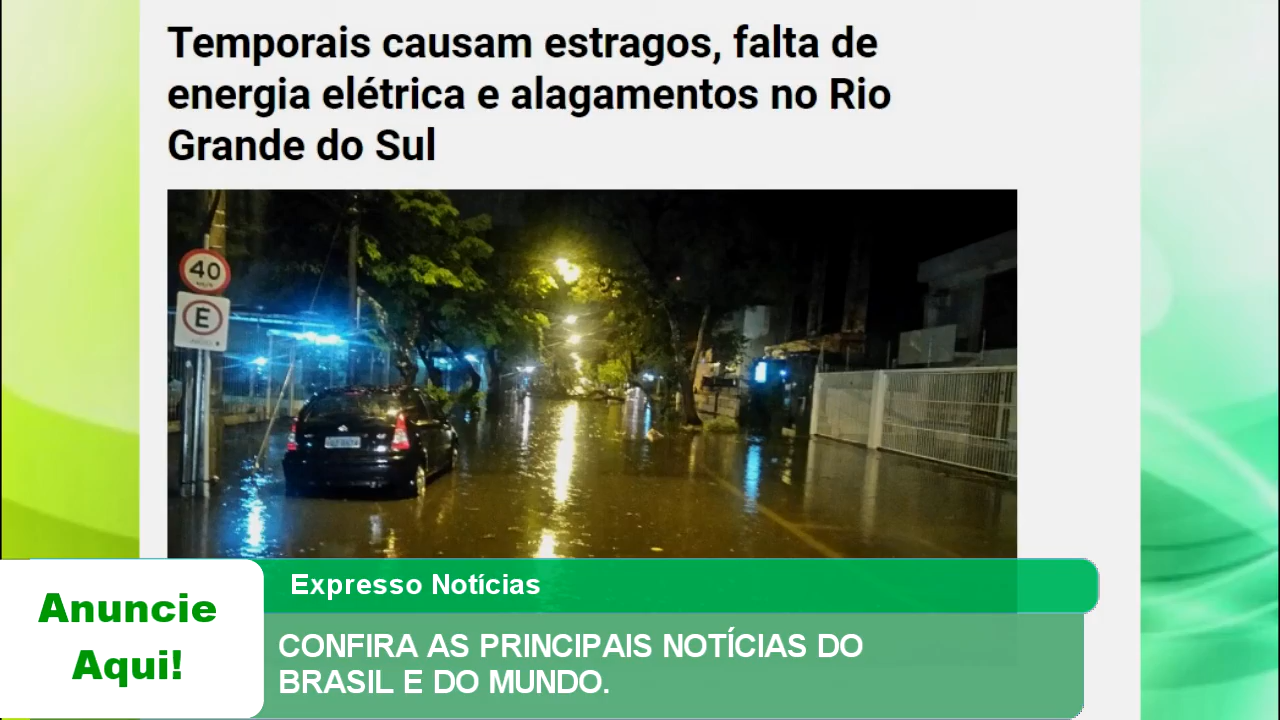 Temporais causam estragos, falta de
energia elétrica e alagamentos no Rio
Grande do Sul
40
E
Expresso Notícias
Anuncie
Aqui!
CONFIRA AS PRINCIPAIS NOTÍCIAS DO
BRASIL E DO MUNDO.